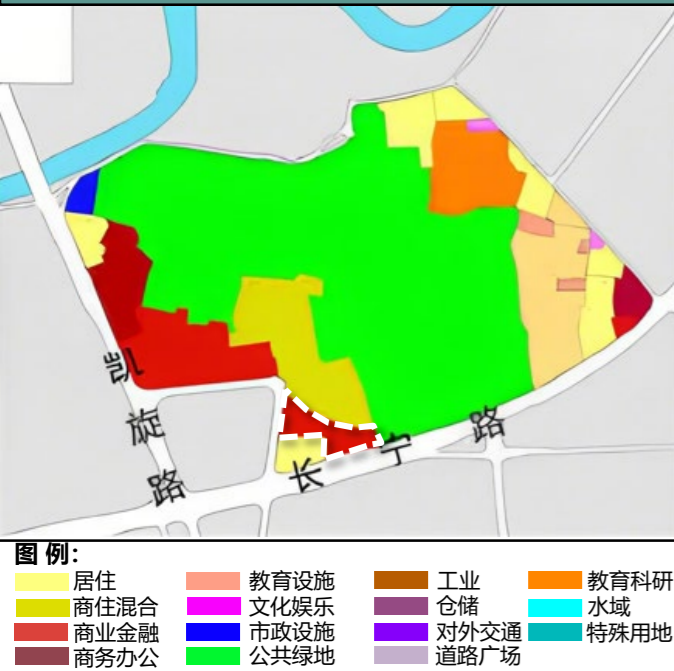 凯
旋
路
长
宁
路
图 例:
居住
教育设施
工业
教育科研
商住混合
文化娱乐
仓储
水域
商业金融
市政设施
对外交通
特殊用地
商务办公
公共绿地
道路广场